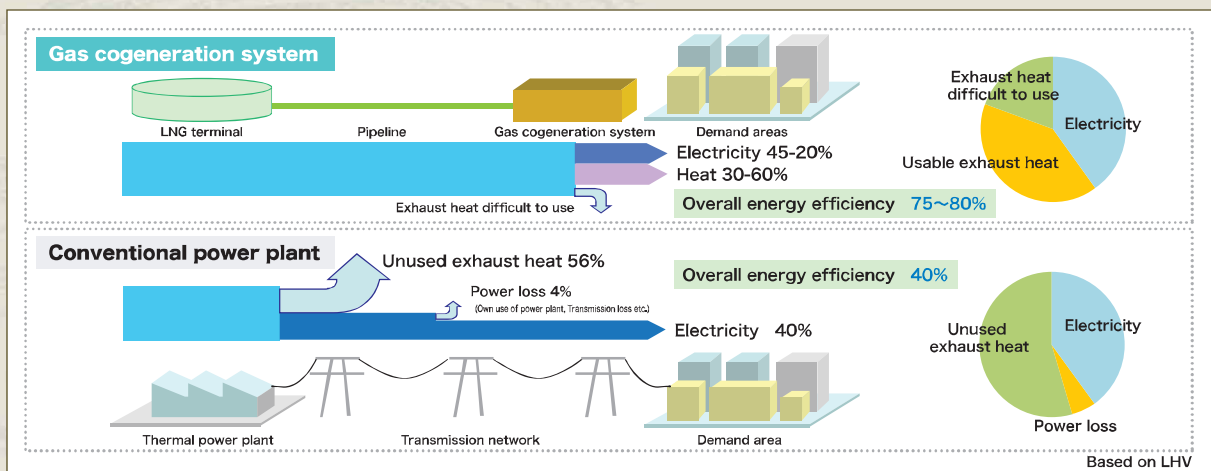 Gas cogeneration system
LNG terminal
Pipeline
Gas cogeneration system
Demand areas
Electricity 45-20%
Heat 30-60%
Exhaust heat difficult to use
Overall energy efficiency 75～80%
Exhaust heat
difficult to use
Electricity
Usable exhaust heat
Conventional power plant
Unused exhaust heat 56%
Power loss 4%
(Own use of power plant, Transmission loss etc.)
Overall energy efficiency 40%
Electricity 40%
Thermal power plant
Transmission network
Demand area
Unused
exhaust heat
Electricity
Power loss
Based on LHV